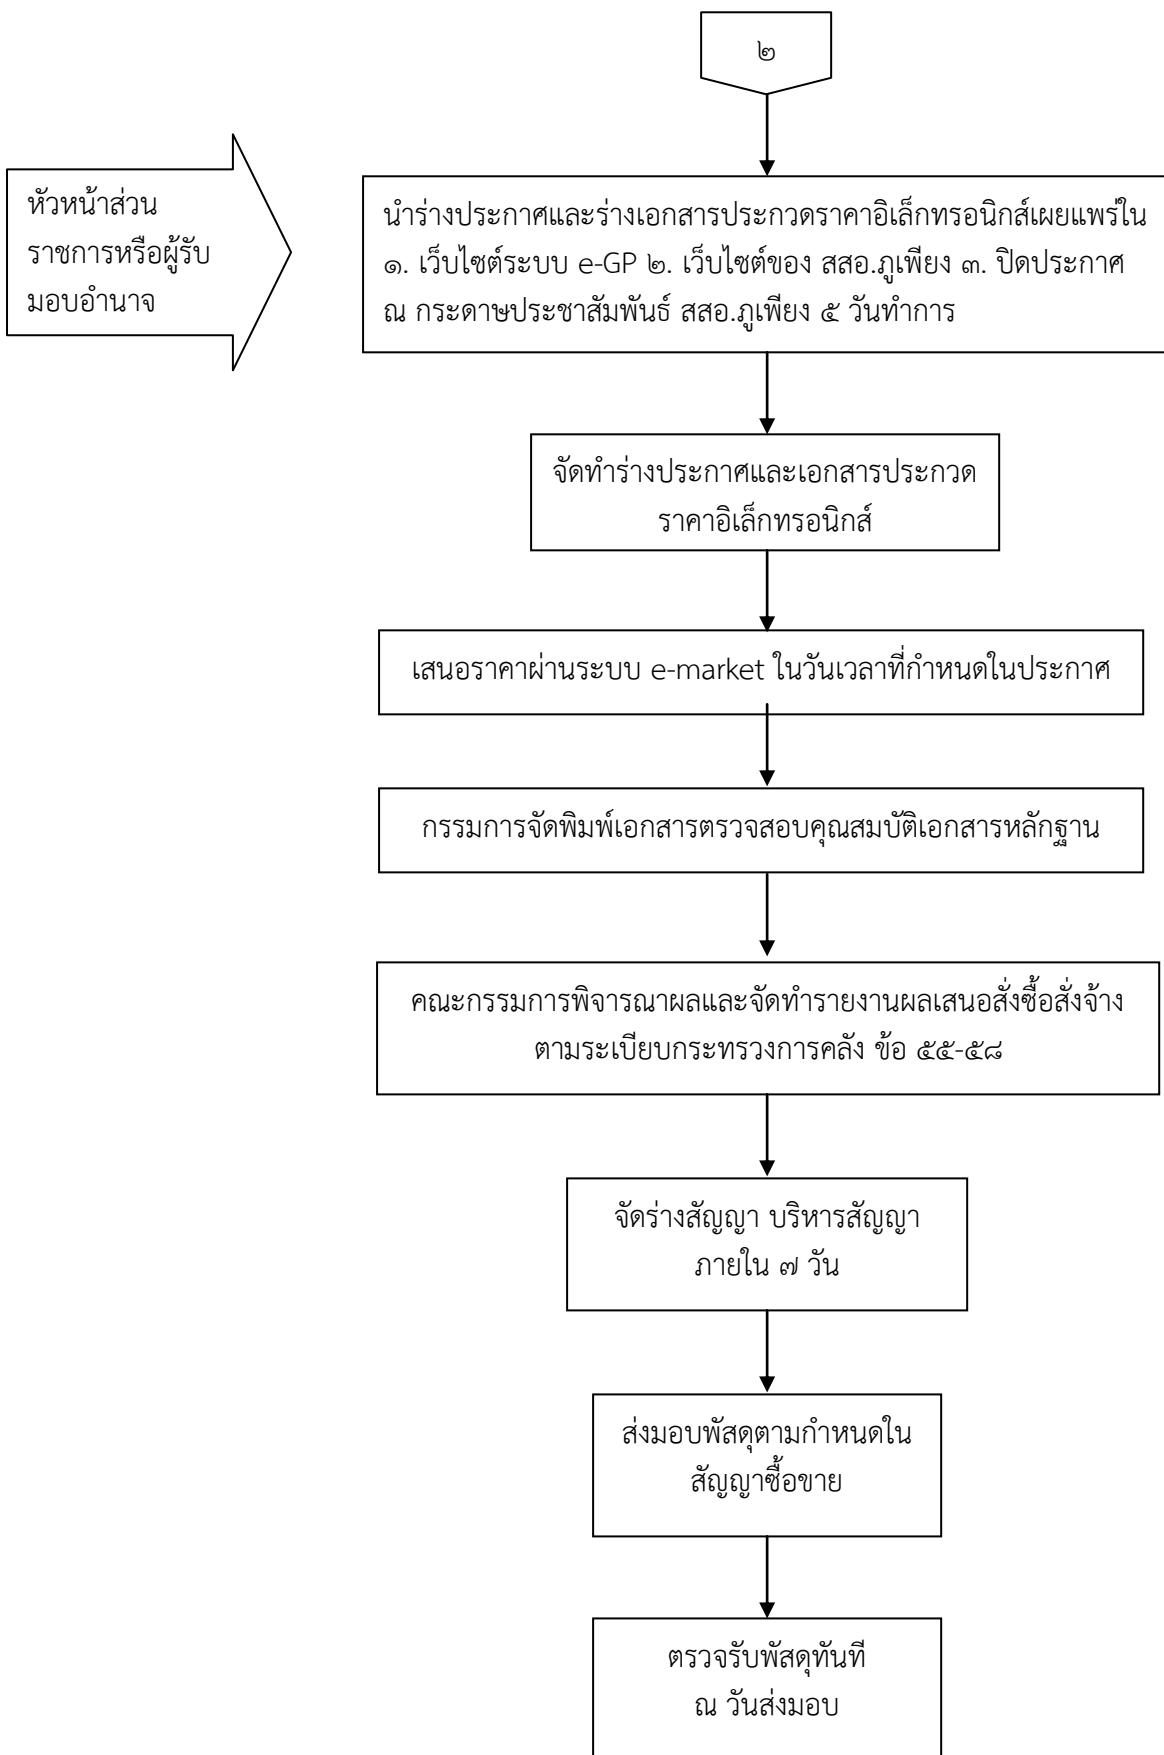 ๒
หัวหน้าส่วน
ราชการหรือผู้รับ
มอบอำนาจ
นำร่างประกาศและร่างเอกสารประกวดราคาอิเล็กทรอนิกส์เผยแพร่ใน
๑. เว็บไซต์ระบบ e-GP ๒. เว็บไซต์ของ สสอ.ภูเพียง ๓. ปิดประกาศ
ณ กระดาษประชาสัมพันธ์ สสอ.ภูเพียง ๕ วันทำการ
จัดทำร่างประกาศและเอกสารประกวด
ราคาอิเล็กทรอนิกส์
เสนอราคาผ่านระบบ e-market ในวันเวลาที่กำหนดในประกาศ
กรรมการจัดพิมพ์เอกสารตรวจสอบคุณสมบัติเอกสารหลักฐาน
คณะกรรมการพิจารณาผลและจัดทำรายงานผลเสนอสั่งซื้อสั่งจ้าง
ตามระเบียบกระทรวงการคลัง ข้อ ๕๕-๕๘
จัดร่างสัญญา บริหารสัญญา
ภายใน ๗ วัน
ส่งมอบพัสดุตามกำหนดใน
สัญญาซื้อขาย
ตรวจรับพัสดุทันที
ณ วันส่งมอบ